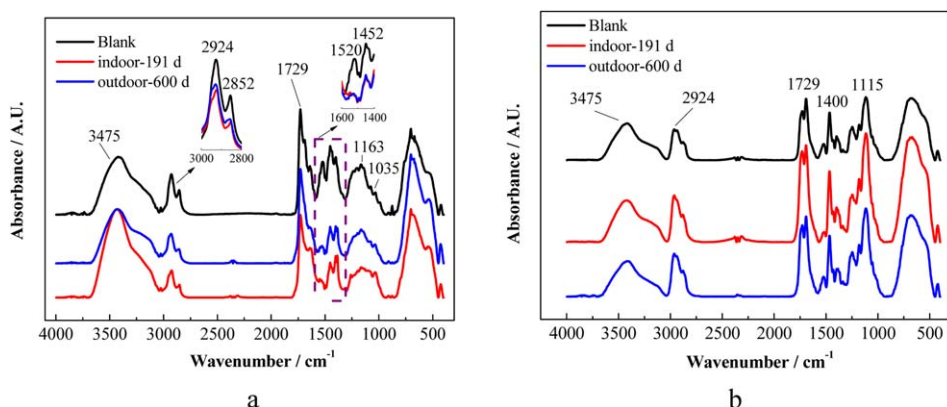 Absorbance / A.U.
Blank
indoor-191 d
outdoor-600 d
2924
2852
3000 2800
1452
1520
1600 1400
1729
3475
1163
1035
4000 3500 3000 2500 2000 1500 1000 500
Wavenumber / cm⁻¹
a
Absorbance / A.U.
Blank
indoor-191 d
outdoor-600 d
3475
2924
1729
1400
1115
4000 3500 3000 2500 2000 1500 1000 500
Wavenumber / cm⁻¹
b